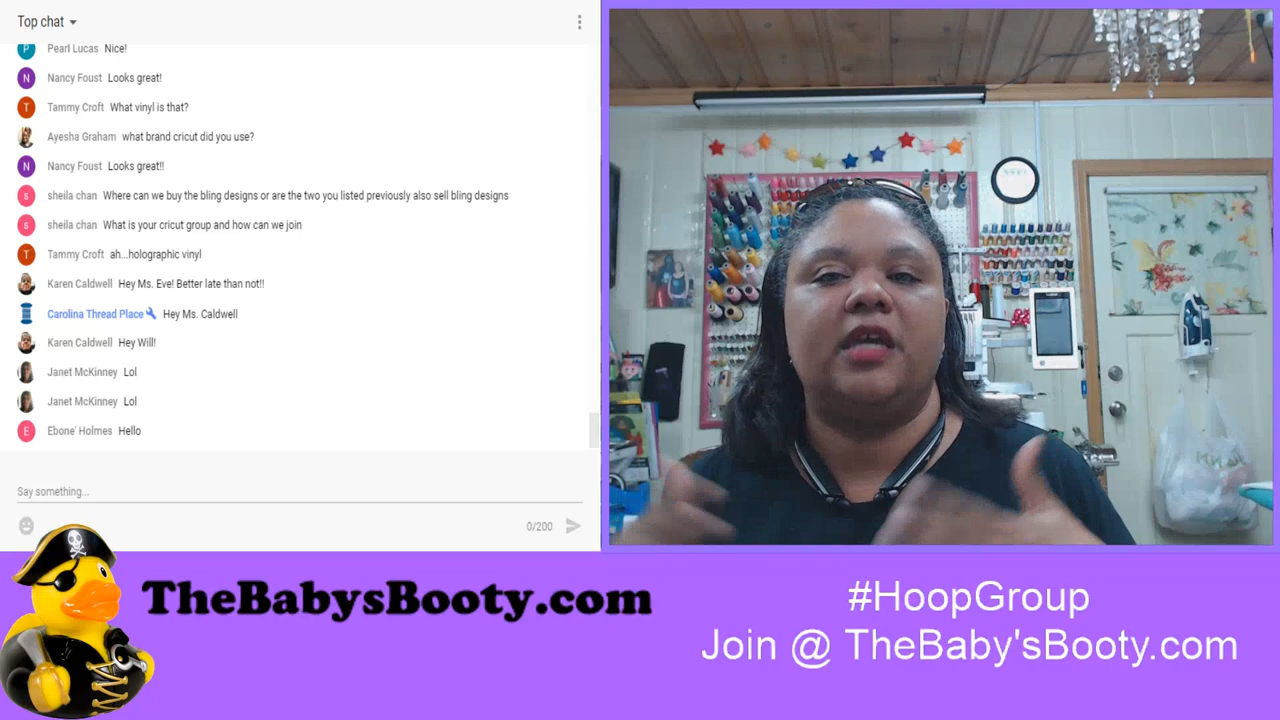 Top chat
P Pearl Lucas Nice!
N Nancy Foust Looks great!
T Tammy Croft What vinyl is that?
Ayesha Graham what brand cricut did you use?
N Nancy Foust Looks great!!
s sheila chan Where can we buy the bling designs or are the two you listed previously also sell bling designs
s sheila chan What is your cricut group and how can we join
T Tammy Croft ah...holographic vinyl
Karen Caldwell Hey Ms. Eve! Better late than not!!
Carolina Thread Place Hey Ms. Caldwell
Karen Caldwell Hey Will!
Janet McKinney Lol
Janet McKinney Lol
E Ebone' Holmes Hello
Say something...
0/200
TheBabysBooty.com
#HoopGroup
Join @ TheBaby'sBooty.com